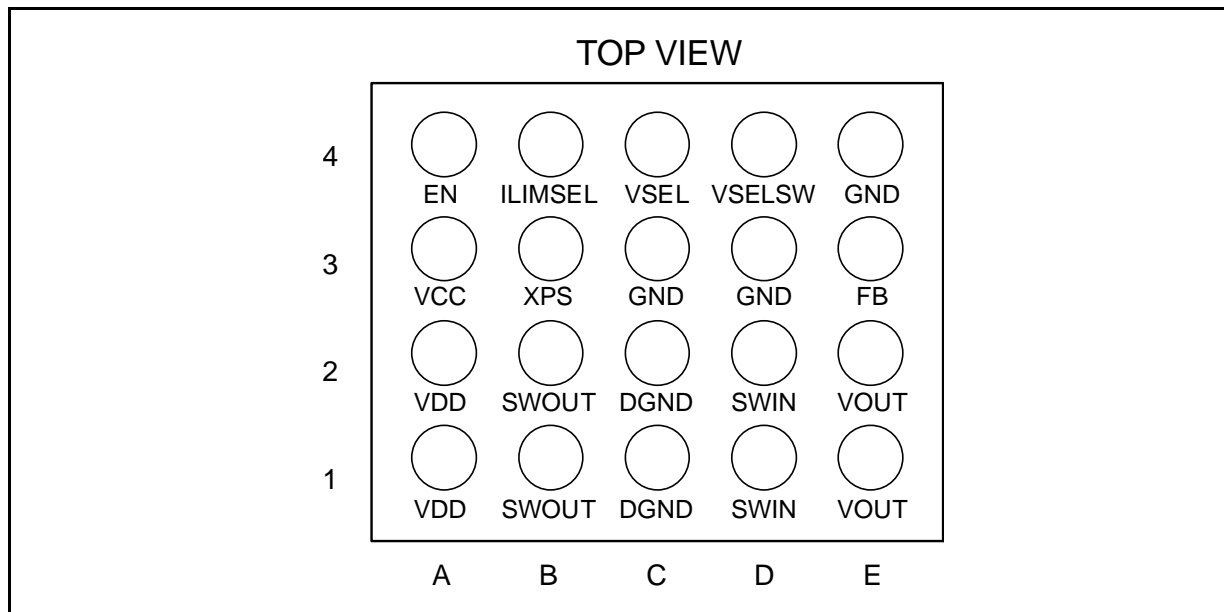 TOP VIEW
4
EN ILIMSEL VSEL VSELSW GND
3
VCC XPS GND GND FB
2
VDD SWOUT DGND SWIN VOUT
1
VDD SWOUT DGND SWIN VOUT
A B C D E